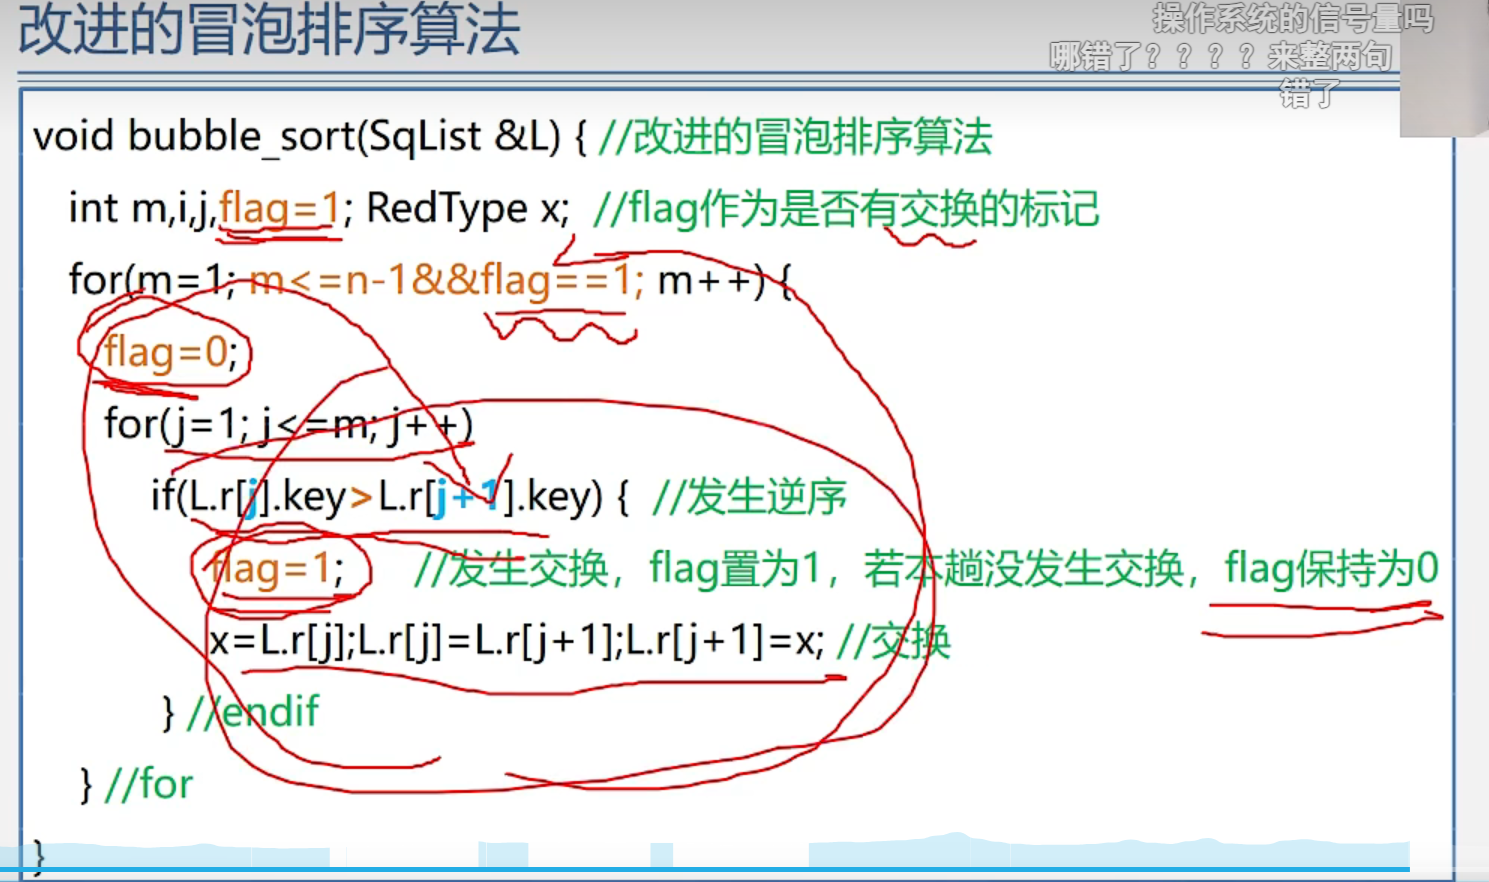 改进的冒泡排序算法
操作系统的信号量吗
哪错了？？？？来整两句
错了
void bubble_sort(SqList &L) { //改进的冒泡排序算法
int m,i,j,flag=1; RedType x; //flag作为是否有交换的标记
for(m=1; m<=n-1&&flag==1; m++) {
flag=0;
for(j=1; j<=m; j++)
if(L.r[j].key>L.r[j+1].key) { //发生逆序
flag=1; //发生交换，flag置为1，若本趟没发生交换，flag保持为0
x=L.r[j];L.r[j]=L.r[j+1];L.r[j+1]=x; //交换
} //endif
} //for
}